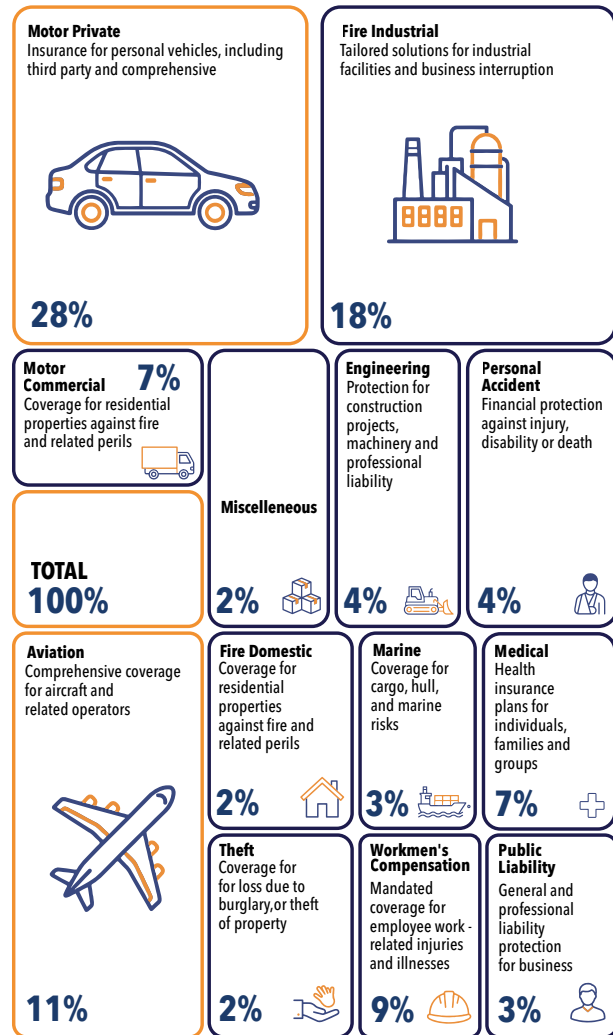 Motor Private
Insurance for personal vehicles, including
third party and comprehensive
28%
Fire Industrial
Tailored solutions for industrial
facilities and business interruption
18%
Motor
Commercial
7%
Coverage for residential
properties against fire
and related perils
TOTAL
100%
Miscelleneous
2%
Engineering
Protection for
construction
projects,
machinery and
professional
liability
4%
Personal
Accident
Financial protection
against injury,
disability or death
4%
Aviation
Comprehensive coverage
for aircraft and
related operators
11%
Fire Domestic
Coverage for
residential
properties
against fire and
related perils
2%
Marine
Coverage for
cargo, hull,
and marine
risks
3%
Medical
Health
insurance
plans for
individuals,
families and
groups
7%
Theft
Coverage for
for loss due to
burglary,or theft
of property
2%
Workmen's
Compensation
Mandated
coverage for
employee work -
related injuries
and illnesses
9%
Public
Liability
General and
professional
liability
protection
for business
3%